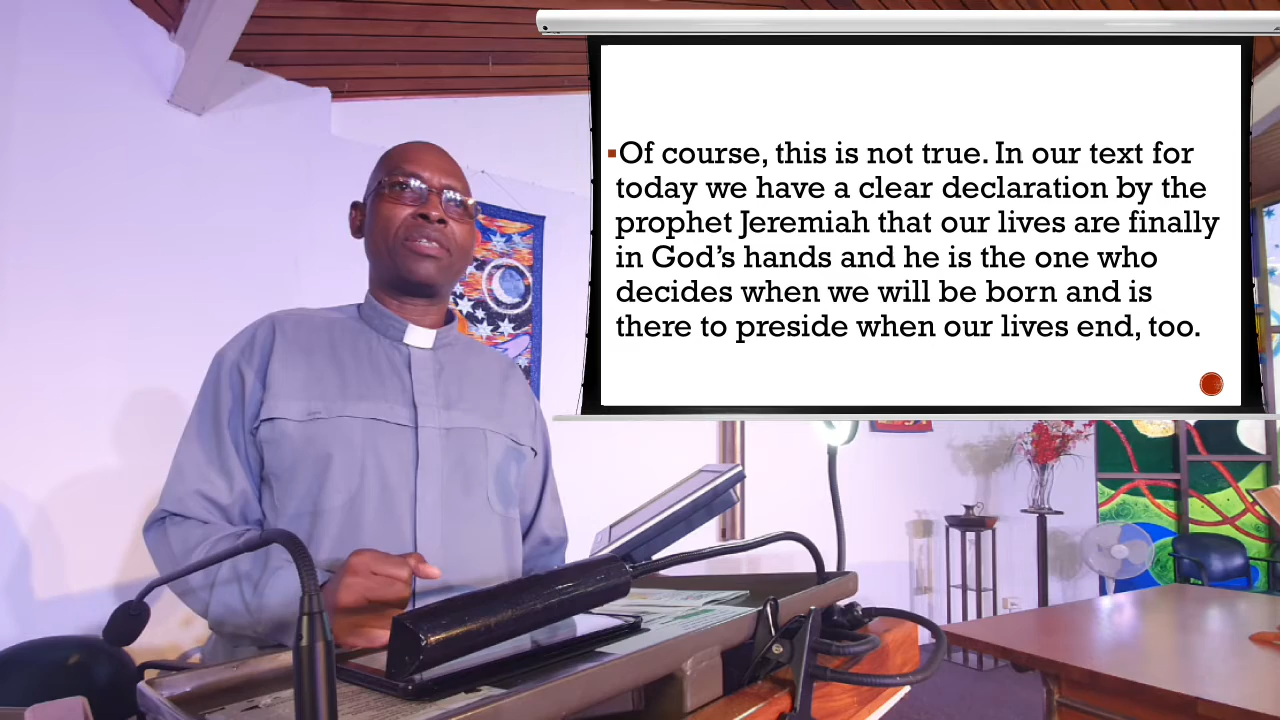 ▪Of course, this is not true. In our text for
today we have a clear declaration by the
prophet Jeremiah that our lives are finally
in God’s hands and he is the one who
decides when we will be born and is
there to preside when our lives end, too.